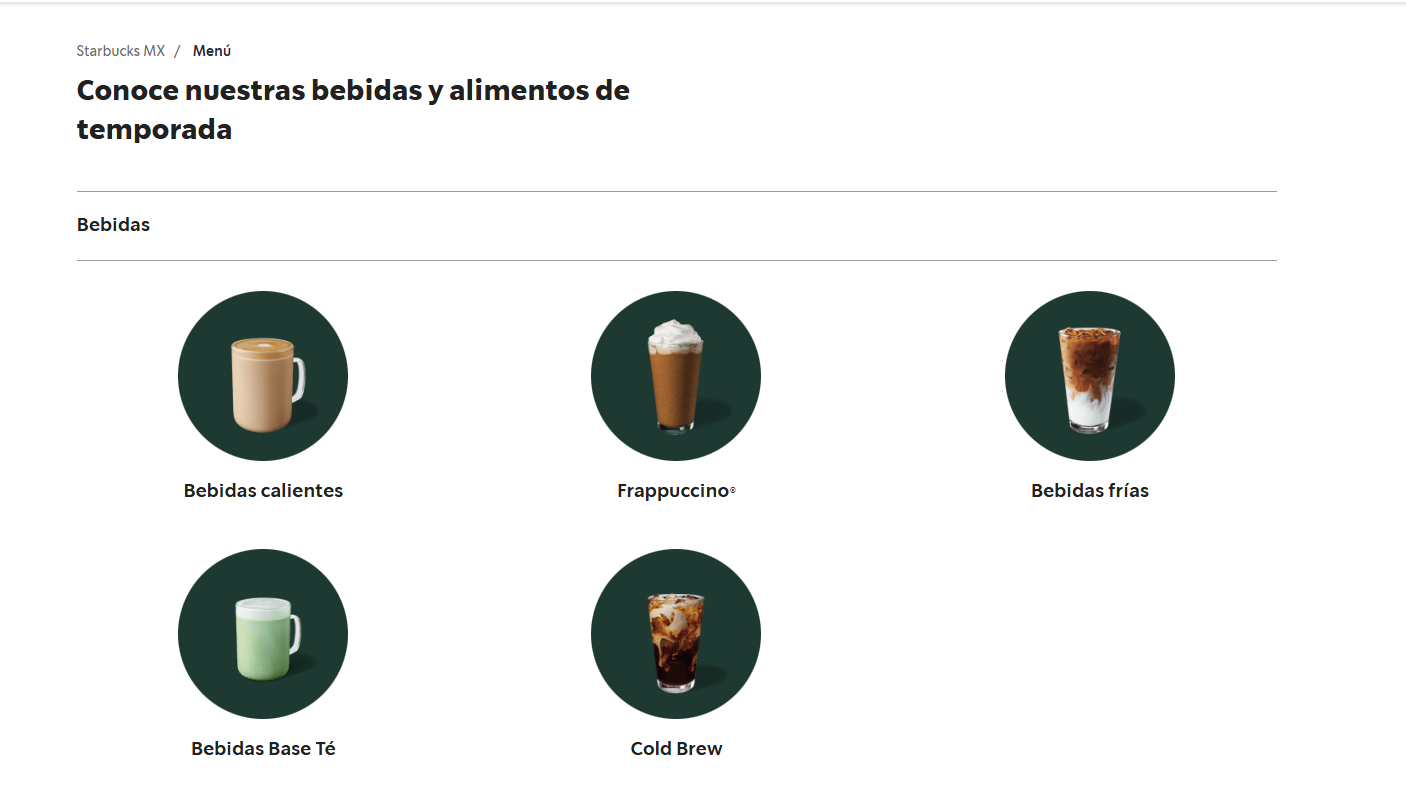 Starbucks MX / Menú
Conoce nuestras bebidas y alimentos de
temporada
Bebidas
Bebidas calientes
Frappuccino®
Bebidas frías
Bebidas Base Té
Cold Brew